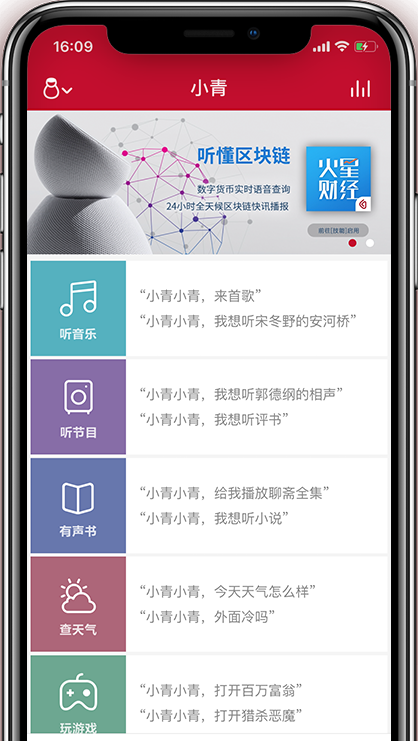 16:09
小青
听懂区块链
数字货币实时语音查询
24小时全天候区块链快讯播报
火星
财经
前往[技能]启用
听音乐
“小青小青，来首歌”
“小青小青，我想听宋冬野的安河桥”
听节目
“小青小青，我想听郭德纲的相声”
“小青小青，我想听评书”
有声书
“小青小青，给我播放聊斋全集”
“小青小青，我想听小说”
查天气
“小青小青，今天天气怎么样”
“小青小青，外面冷吗”
玩游戏
“小青小青，打开百万富翁”
“小青小青，打开猎杀恶魔”